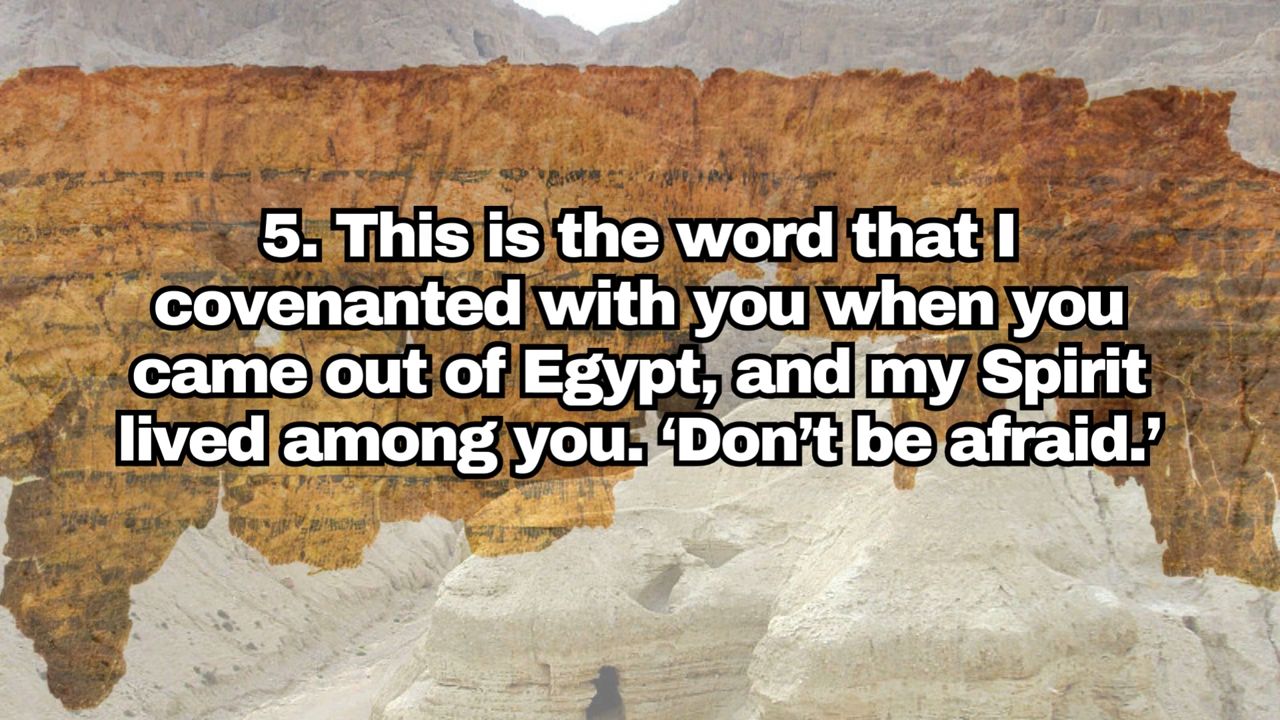 5. This is the word that I
covenanted with you when you
came out of Egypt, and my Spirit
lived among you. ‘Don’t be afraid.’